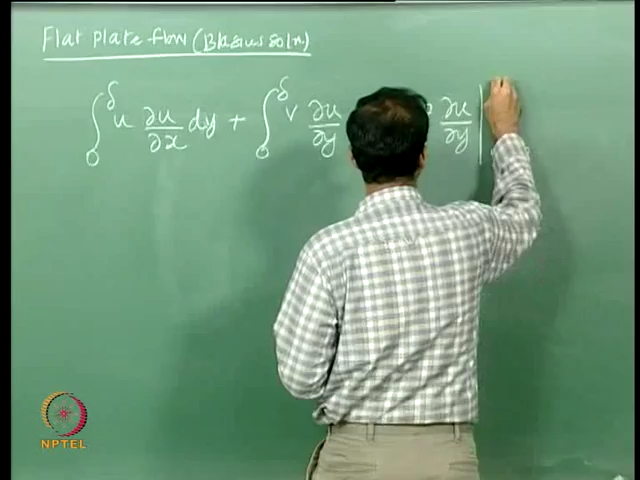 Flat plate flow (Blasius soln)
∫₀^δ u ∂u/∂x dy + ∫₀^δ v ∂u/∂y ∂u/∂y |
NPTEL